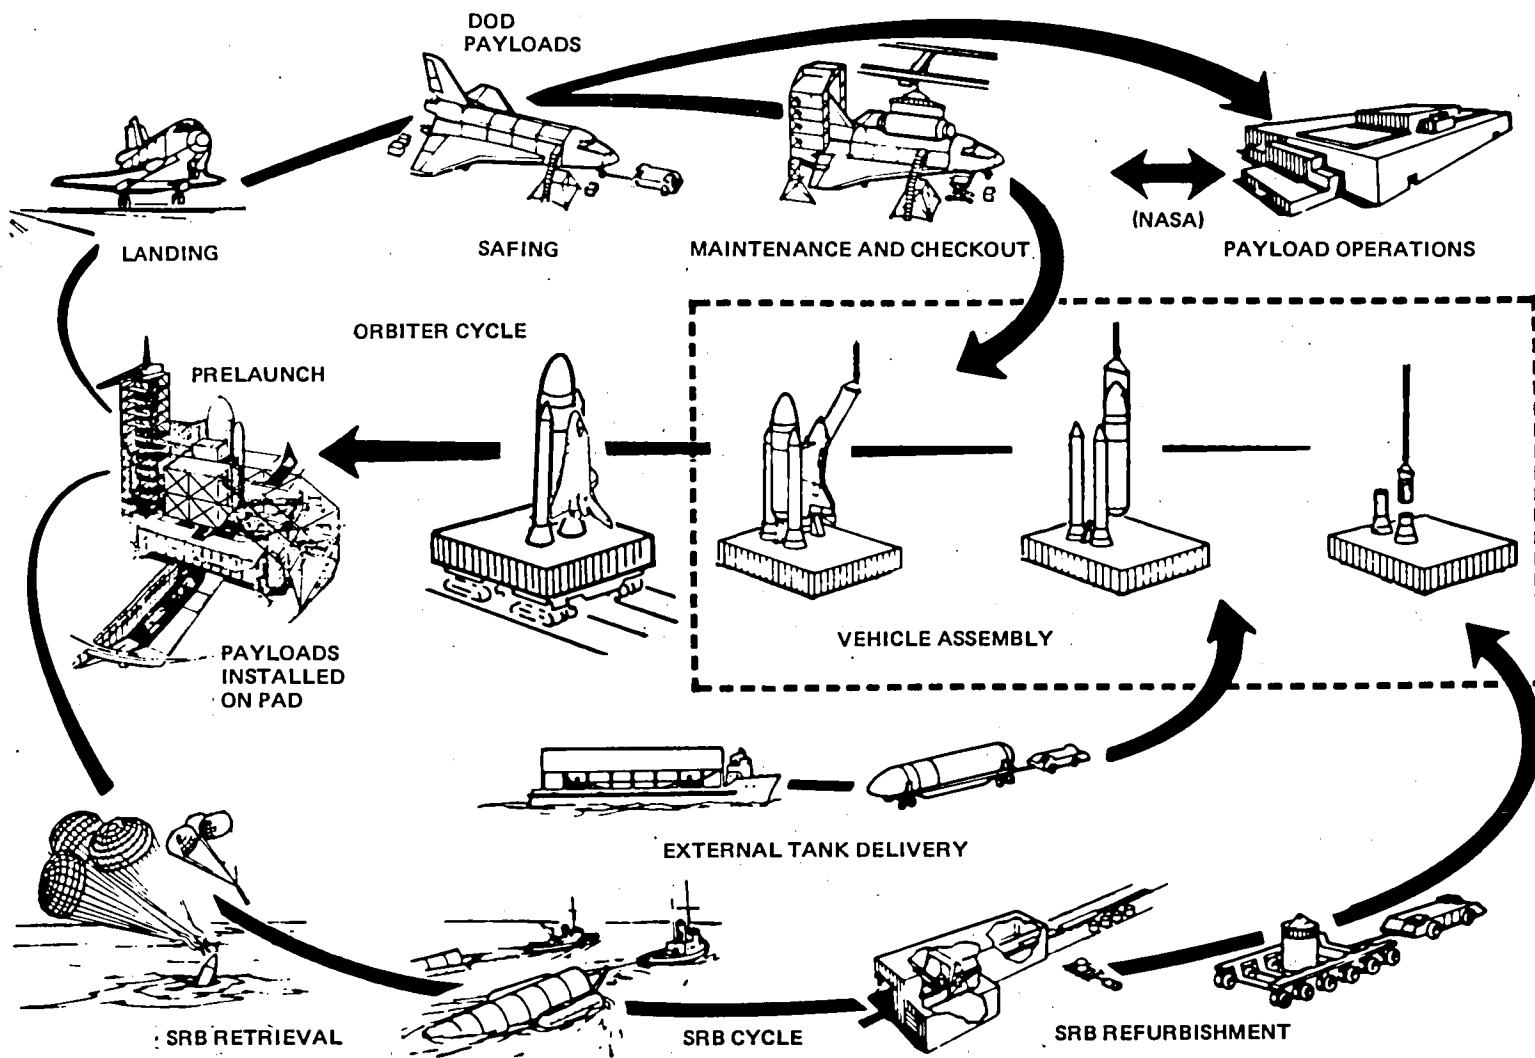 DOD
PAYLOADS
(NASA)
LANDING
SAFING
MAINTENANCE AND CHECKOUT
PAYLOAD OPERATIONS
ORBITER CYCLE
PRELAUNCH
VEHICLE ASSEMBLY
PAYLOADS
INSTALLED
ON PAD
EXTERNAL TANK DELIVERY
SRB RETRIEVAL
SRB CYCLE
SRB REFURBISHMENT